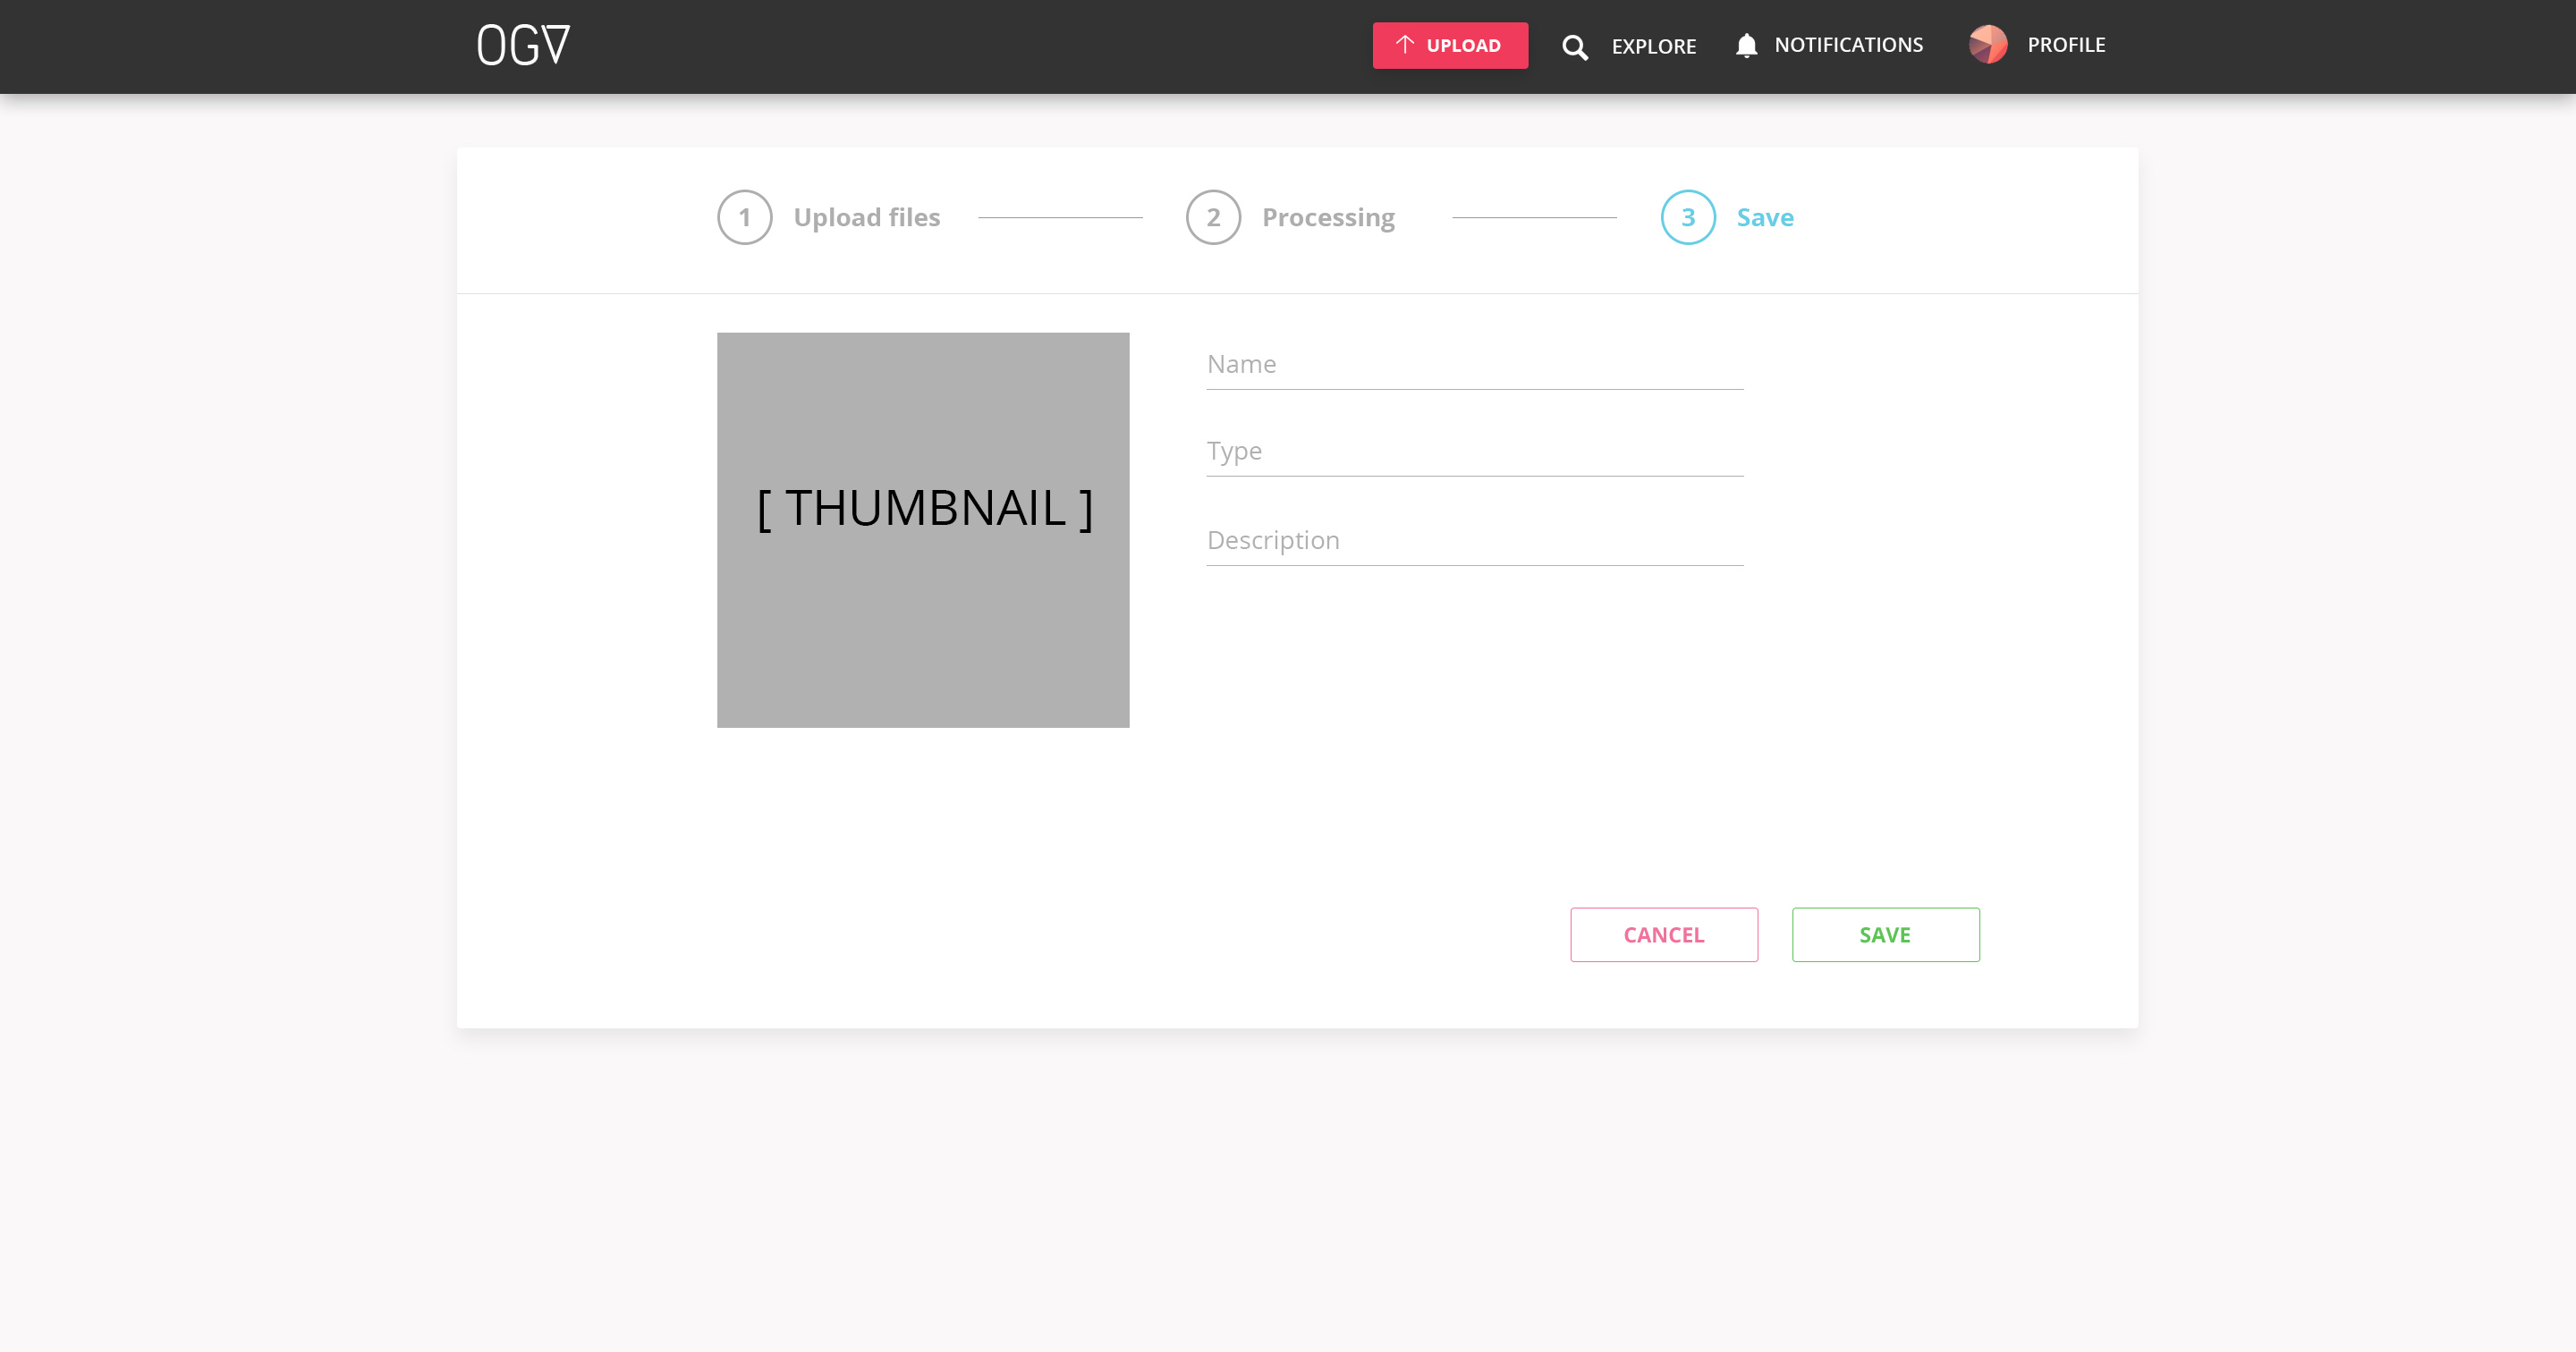 OGV
UPLOAD
EXPLORE
NOTIFICATIONS
PROFILE
1 Upload files
2 Processing
3 Save
[ THUMBNAIL ]
Name
Type
Description
CANCEL
SAVE